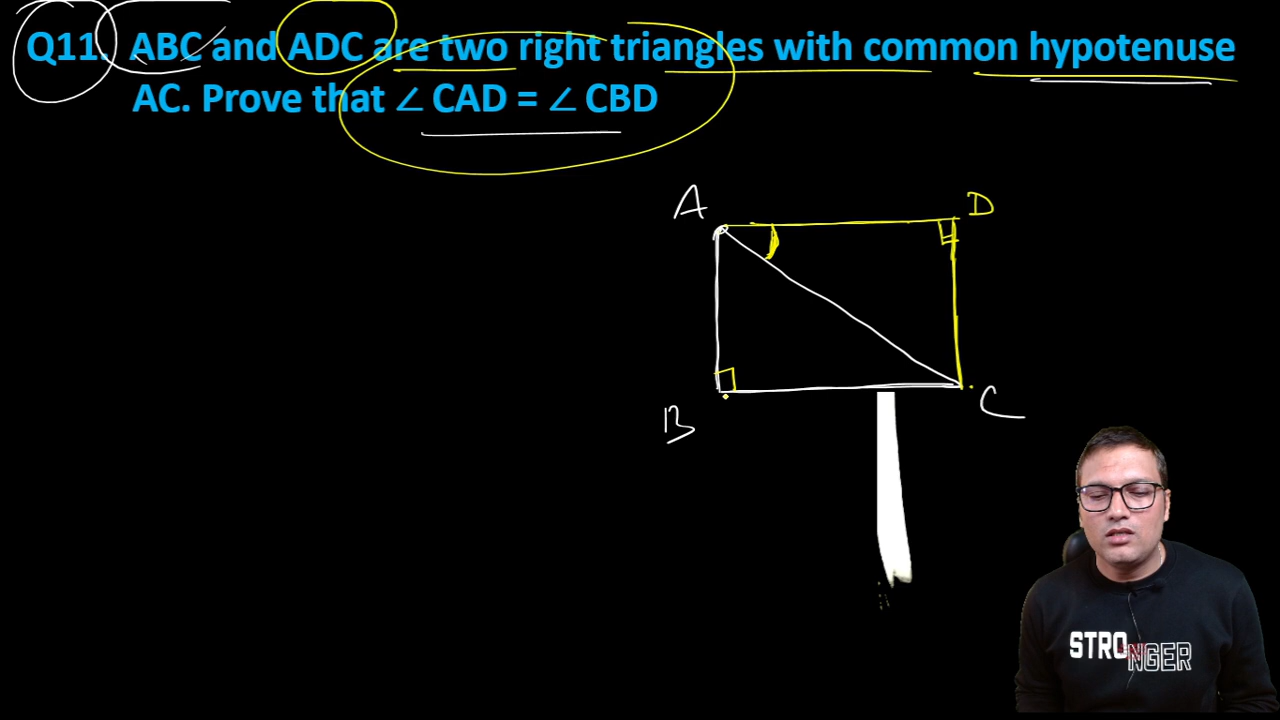 Q11. ABC and ADC are two right triangles with common hypotenuse
AC. Prove that ∠ CAD = ∠ CBD
A
D
B
C
STRONGER